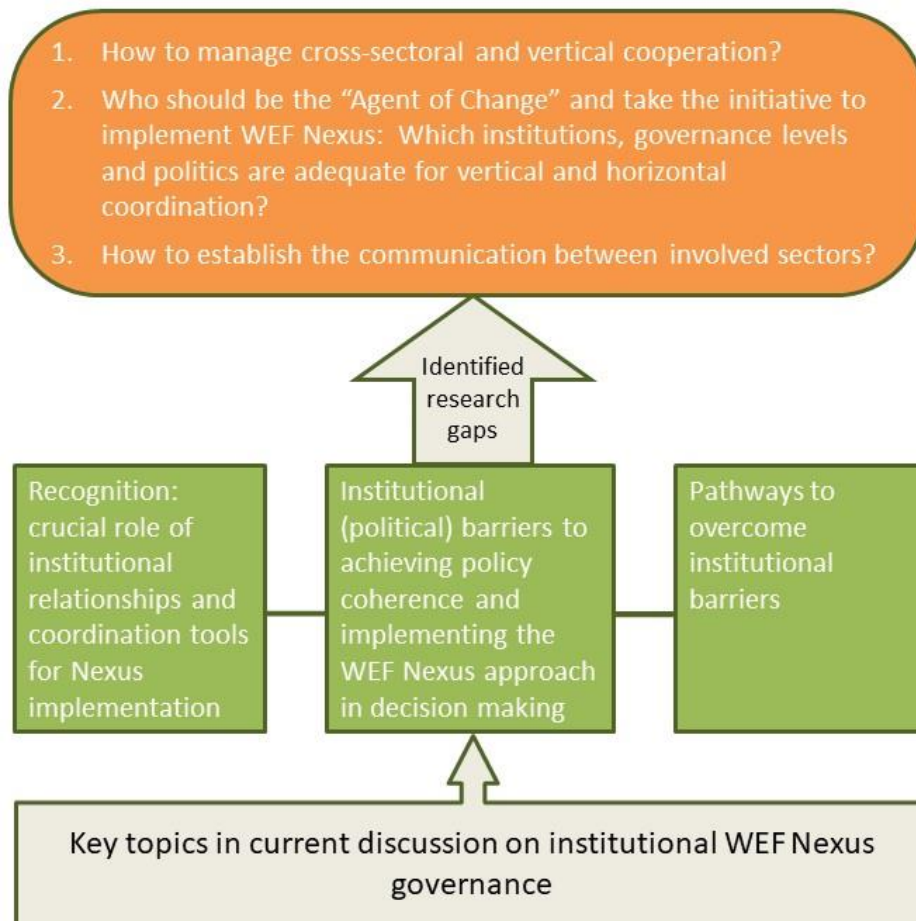 1. How to manage cross-sectoral and vertical cooperation?
2. Who should be the “Agent of Change” and take the initiative to
implement WEF Nexus:  Which institutions, governance levels
and politics are adequate for vertical and horizontal
coordination?
3. How to establish the communication between involved sectors?
Identified
research
gaps
Recognition:
crucial role of
institutional
relationships and
coordination tools
for Nexus
implementation
Institutional
(political) barriers to
achieving policy
coherence and
implementing the
WEF Nexus approach
in decision making
Pathways to
overcome
institutional
barriers
Key topics in current discussion on institutional WEF Nexus
governance